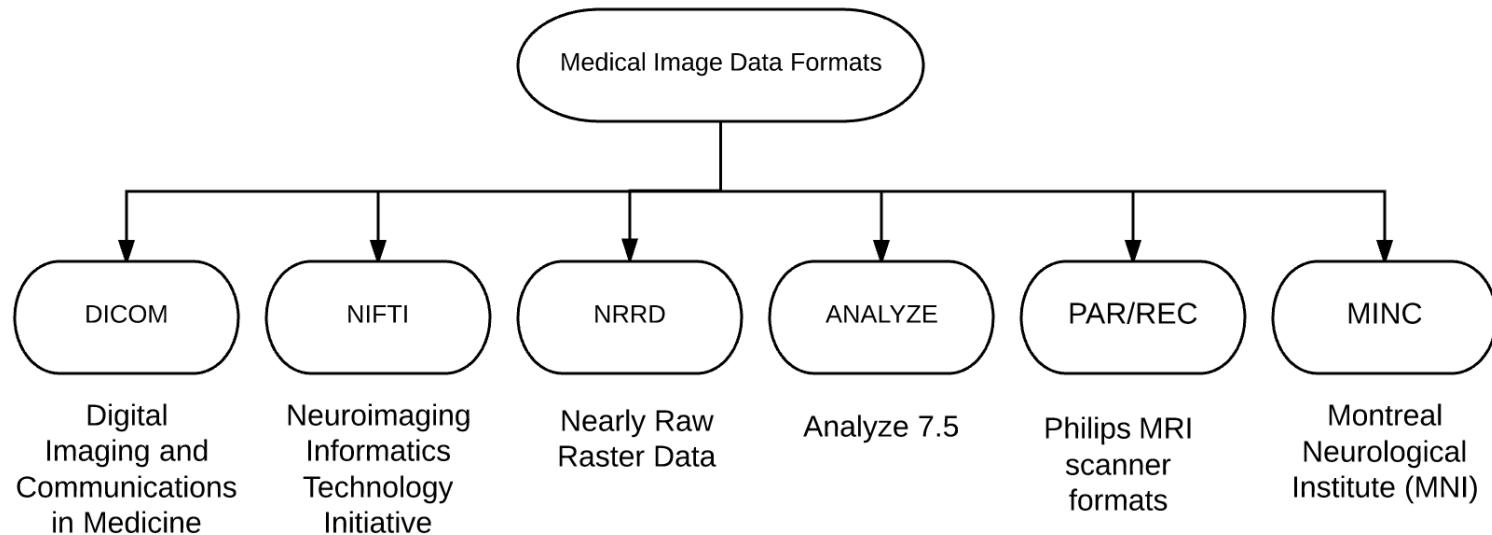 Medical Image Data Formats
DICOM
NIFTI
NRRD
ANALYZE
PAR/REC
MINC
Digital
Imaging and
Communications
in Medicine
Neuroimaging
Informatics
Technology
Initiative
Nearly Raw
Raster Data
Analyze 7.5
Philips MRI
scanner
formats
Montreal
Neurological
Institute (MNI)